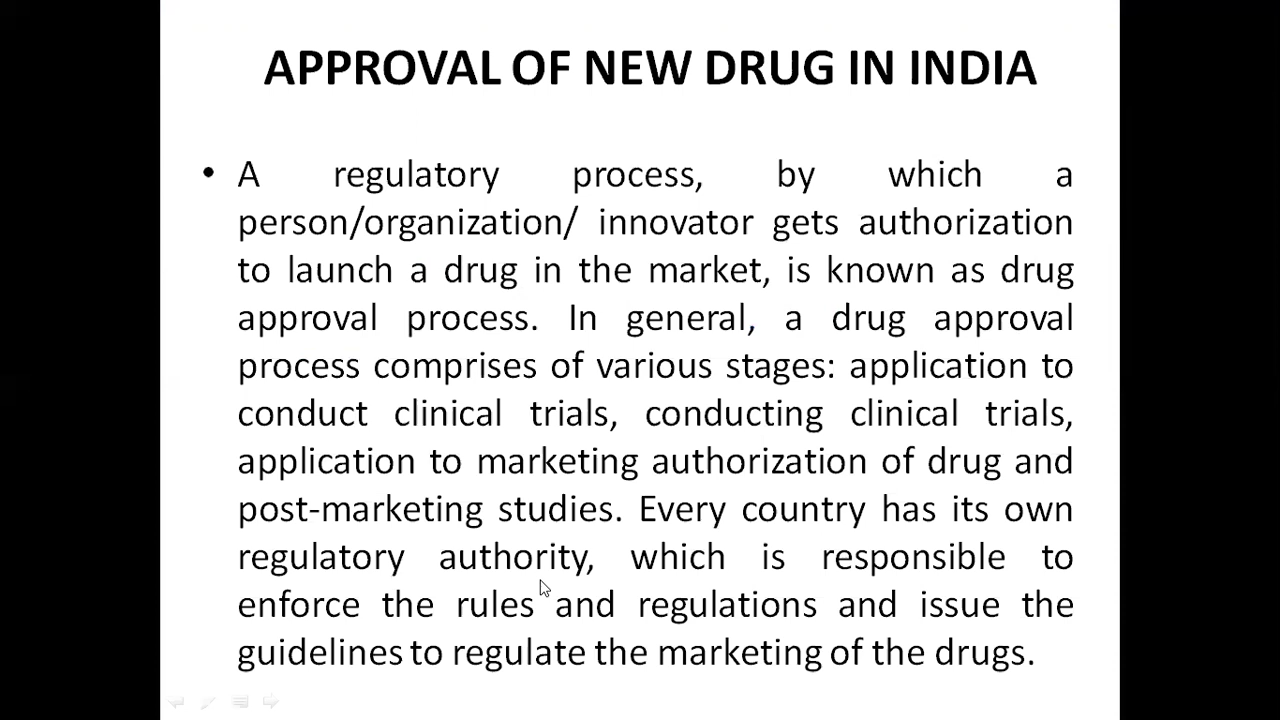 APPROVAL OF NEW DRUG IN INDIA
• A regulatory process, by which a
person/organization/ innovator gets authorization
to launch a drug in the market, is known as drug
approval process. In general, a drug approval
process comprises of various stages: application to
conduct clinical trials, conducting clinical trials,
application to marketing authorization of drug and
post-marketing studies. Every country has its own
regulatory authority, which is responsible to
enforce the rules and regulations and issue the
guidelines to regulate the marketing of the drugs.